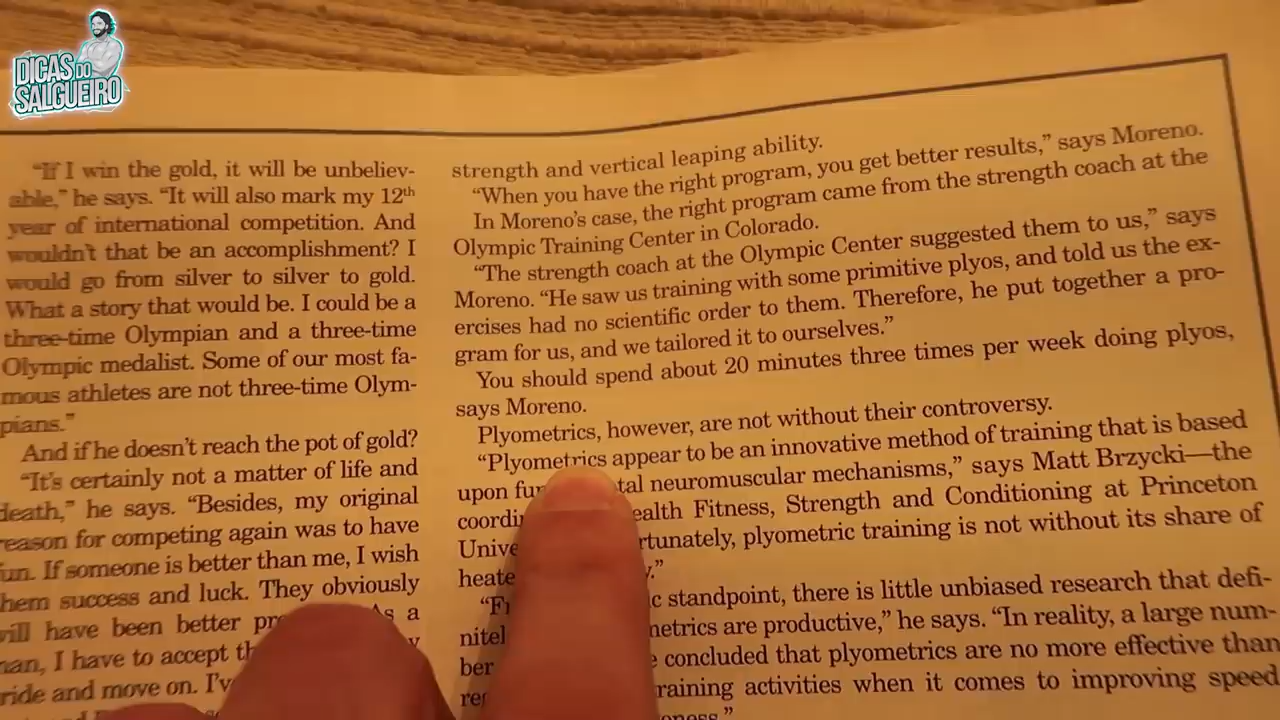 DICAS DO
SALGUEIRO
"If I win the gold, it will be unbeliev-
able," he says. "It will also mark my 12th
year of international competition. And
wouldn't that be an accomplishment? I
would go from silver to silver to gold.
What a story that would be. I could be a
three-time Olympian and a three-time
Olympic medalist. Some of our most fa-
mous athletes are not three-time Olym-
pians."
And if he doesn't reach the pot of gold?
"It's certainly not a matter of life and
death," he says. "Besides, my original
reason for competing again was to have
fun. If someone is better than me, I wish
them success and luck. They obviously
will have been better As a
man, I have to accept
ride and move on. I've
strength and vertical leaping ability.
"When you have the right program, you get better results," says Moreno.
In Moreno's case, the right program came from the strength coach at the
Olympic Training Center in Colorado.
"The strength coach at the Olympic Center suggested them to us," says
Moreno. "He saw us training with some primitive plyos, and told us the ex-
ercises had no scientific order to them. Therefore, he put together a pro-
gram for us, and we tailored it to ourselves."
You should spend about 20 minutes three times per week doing plyos,
says Moreno.
Plyometrics, however, are not without their controversy.
"Plyometrics appear to be an innovative method of training that is based
upon neuromuscular mechanisms," says Matt Brzycki—the
Health Fitness, Strength and Conditioning at Princeton
plyometric training is not without its share of
standpoint, there is little unbiased research that defi-
are productive," he says. "In reality, a large num-
ber concluded that plyometrics are no more effective than
training activities when it comes to improving speed